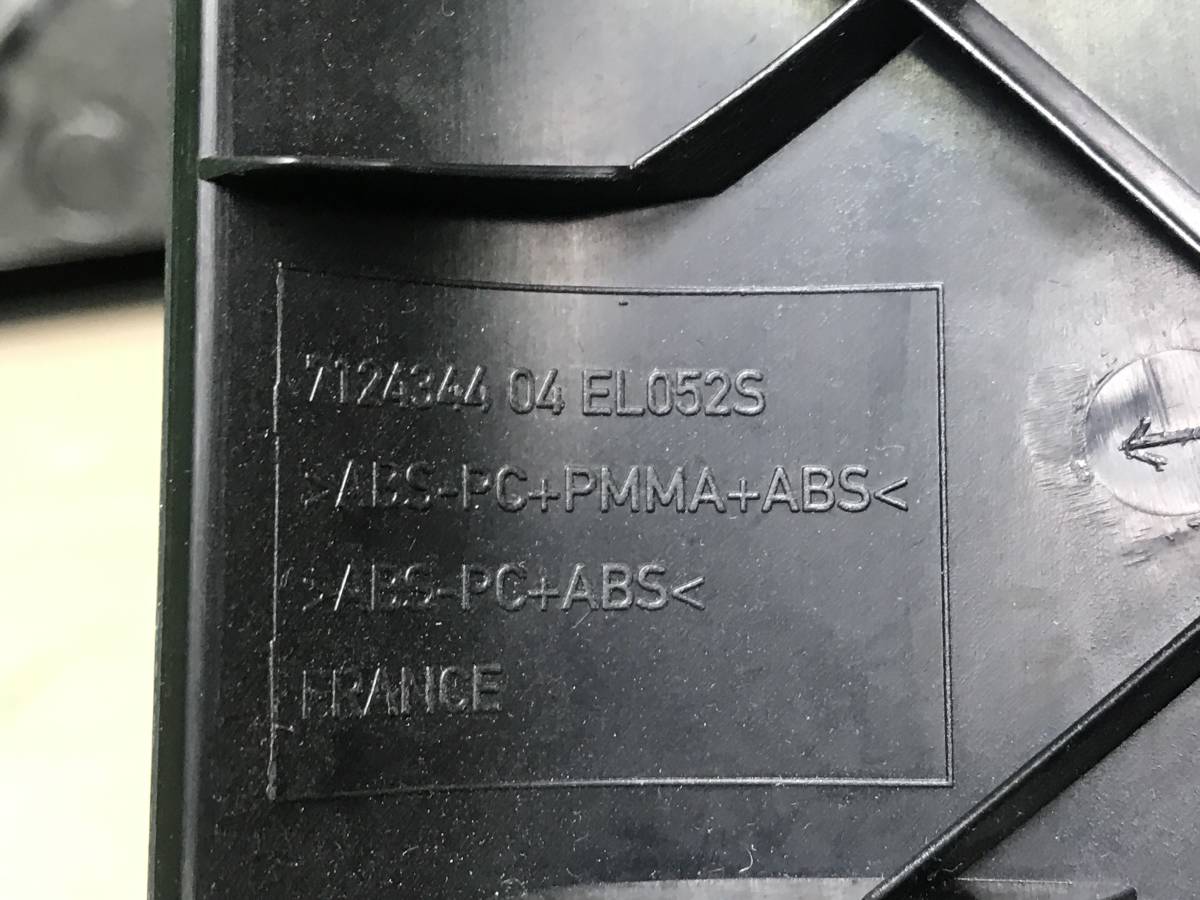 7124344 04 EL052S
>ABS-PC+PMMA+ABS<
>ABS-PC+ABS<
FRANCE